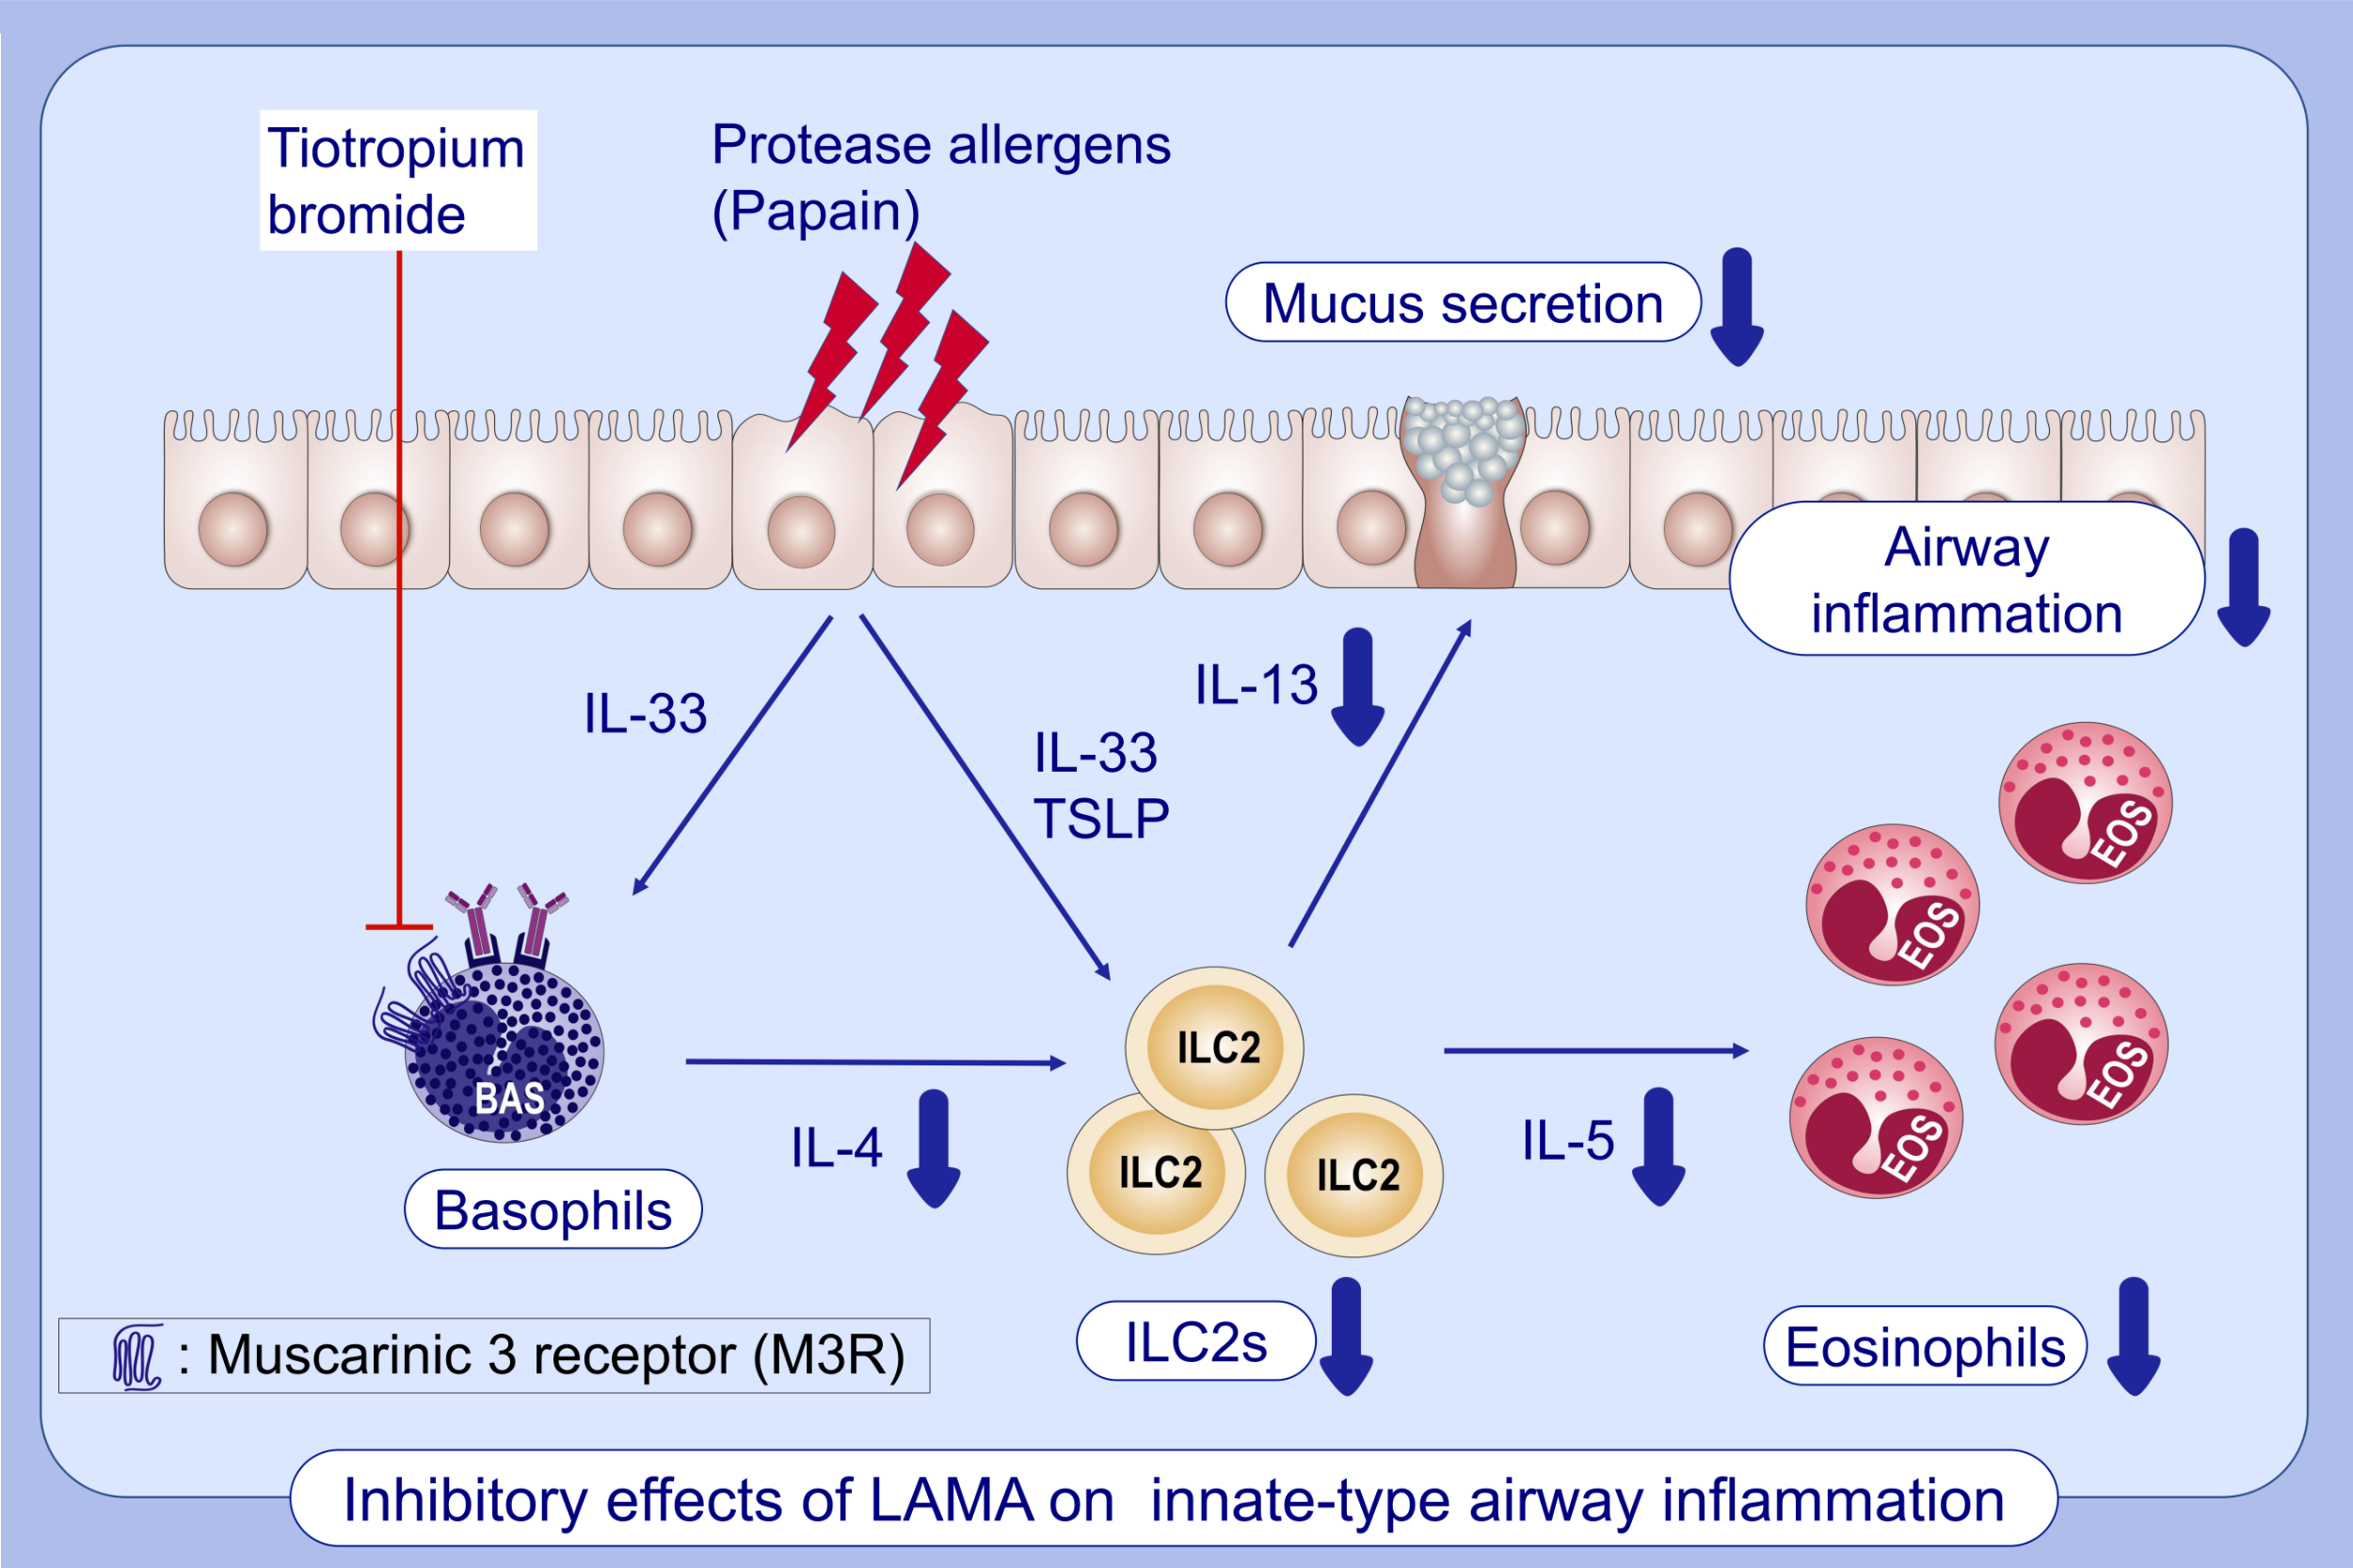 Tiotropium
bromide
Protease allergens
(Papain)
Mucus secretion
Airway
inflammation
IL-33
IL-33
TSLP
IL-13
EOS
EOS
EOS
EOS
BAS
ILC2
ILC2
ILC2
IL-4
IL-5
Basophils
ILC2s
Eosinophils
: Muscarinic 3 receptor (M3R)
Inhibitory effects of LAMA on  innate-type airway inflammation